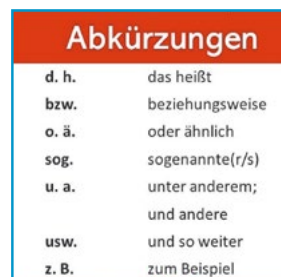 Abkürzungen
d. h. das heißt
bzw. beziehungsweise
o. ä. oder ähnlich
sog. sogenannte(r/s)
u. a. unter anderem;
und andere
usw. und so weiter
z. B. zum Beispiel